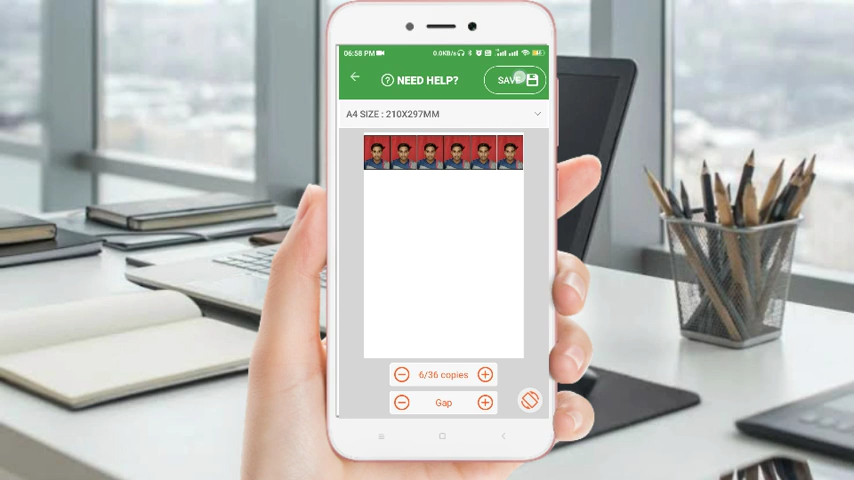 06:58 PM 0.0KB/s
? NEED HELP? SAVE
A4 SIZE : 210X297MM
6/36 copies
Gap